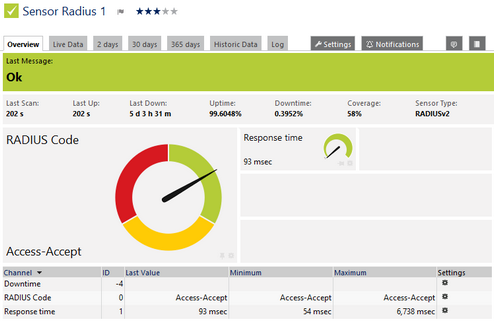 Sensor Radius 1
Overview Live Data 2 days 30 days 365 days Historic Data Log Settings Notifications
Last Message:
Ok
Last Scan: Last Up: Last Down: Uptime: Downtime: Coverage: Sensor Type:
202 s 202 s 5 d 3 h 31 m 99.6048% 0.3952% 58% RADIUSv2
RADIUS Code
Response time
93 msec
Access-Accept
Channel ID Last Value Minimum Maximum Settings
Downtime -4
RADIUS Code 0 Access-Accept Access-Accept Access-Accept
Response time 1 93 msec 54 msec 6,738 msec